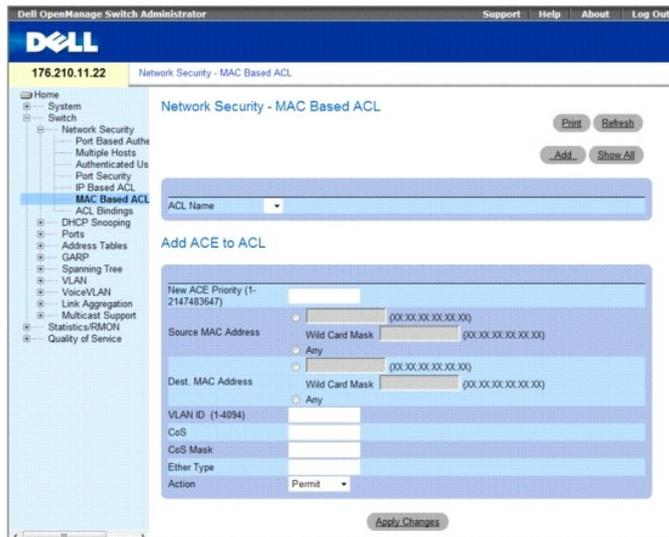 Dell OpenManage Switch Administrator
Support Help About Log Out
DELL
176.210.11.22
Network Security - MAC Based ACL
Home
System
Switch
Network Security
Port Based Authe
Multiple Hosts
Authenticated Us
Port Security
IP Based ACL
MAC Based ACL
ACL Bindings
DHCP Snooping
Ports
Address Tables
GARP
Spanning Tree
VLAN
VoiceVLAN
Link Aggregation
Multicast Support
Statistics/RMON
Quality of Service
Network Security - MAC Based ACL
Print Refresh
Add Show All
ACL Name
Add ACE to ACL
New ACE Priority (1-
2147483647)
Source MAC Address
(XX:XX:XX:XX:XX:XX)
Wild Card Mask (XX:XX:XX:XX:XX:XX)
Any
Dest. MAC Address
(XX:XX:XX:XX:XX:XX)
Wild Card Mask (XX:XX:XX:XX:XX:XX)
Any
VLAN ID (1-4094)
CoS
CoS Mask
Ether Type
Action Permit
Apply Changes